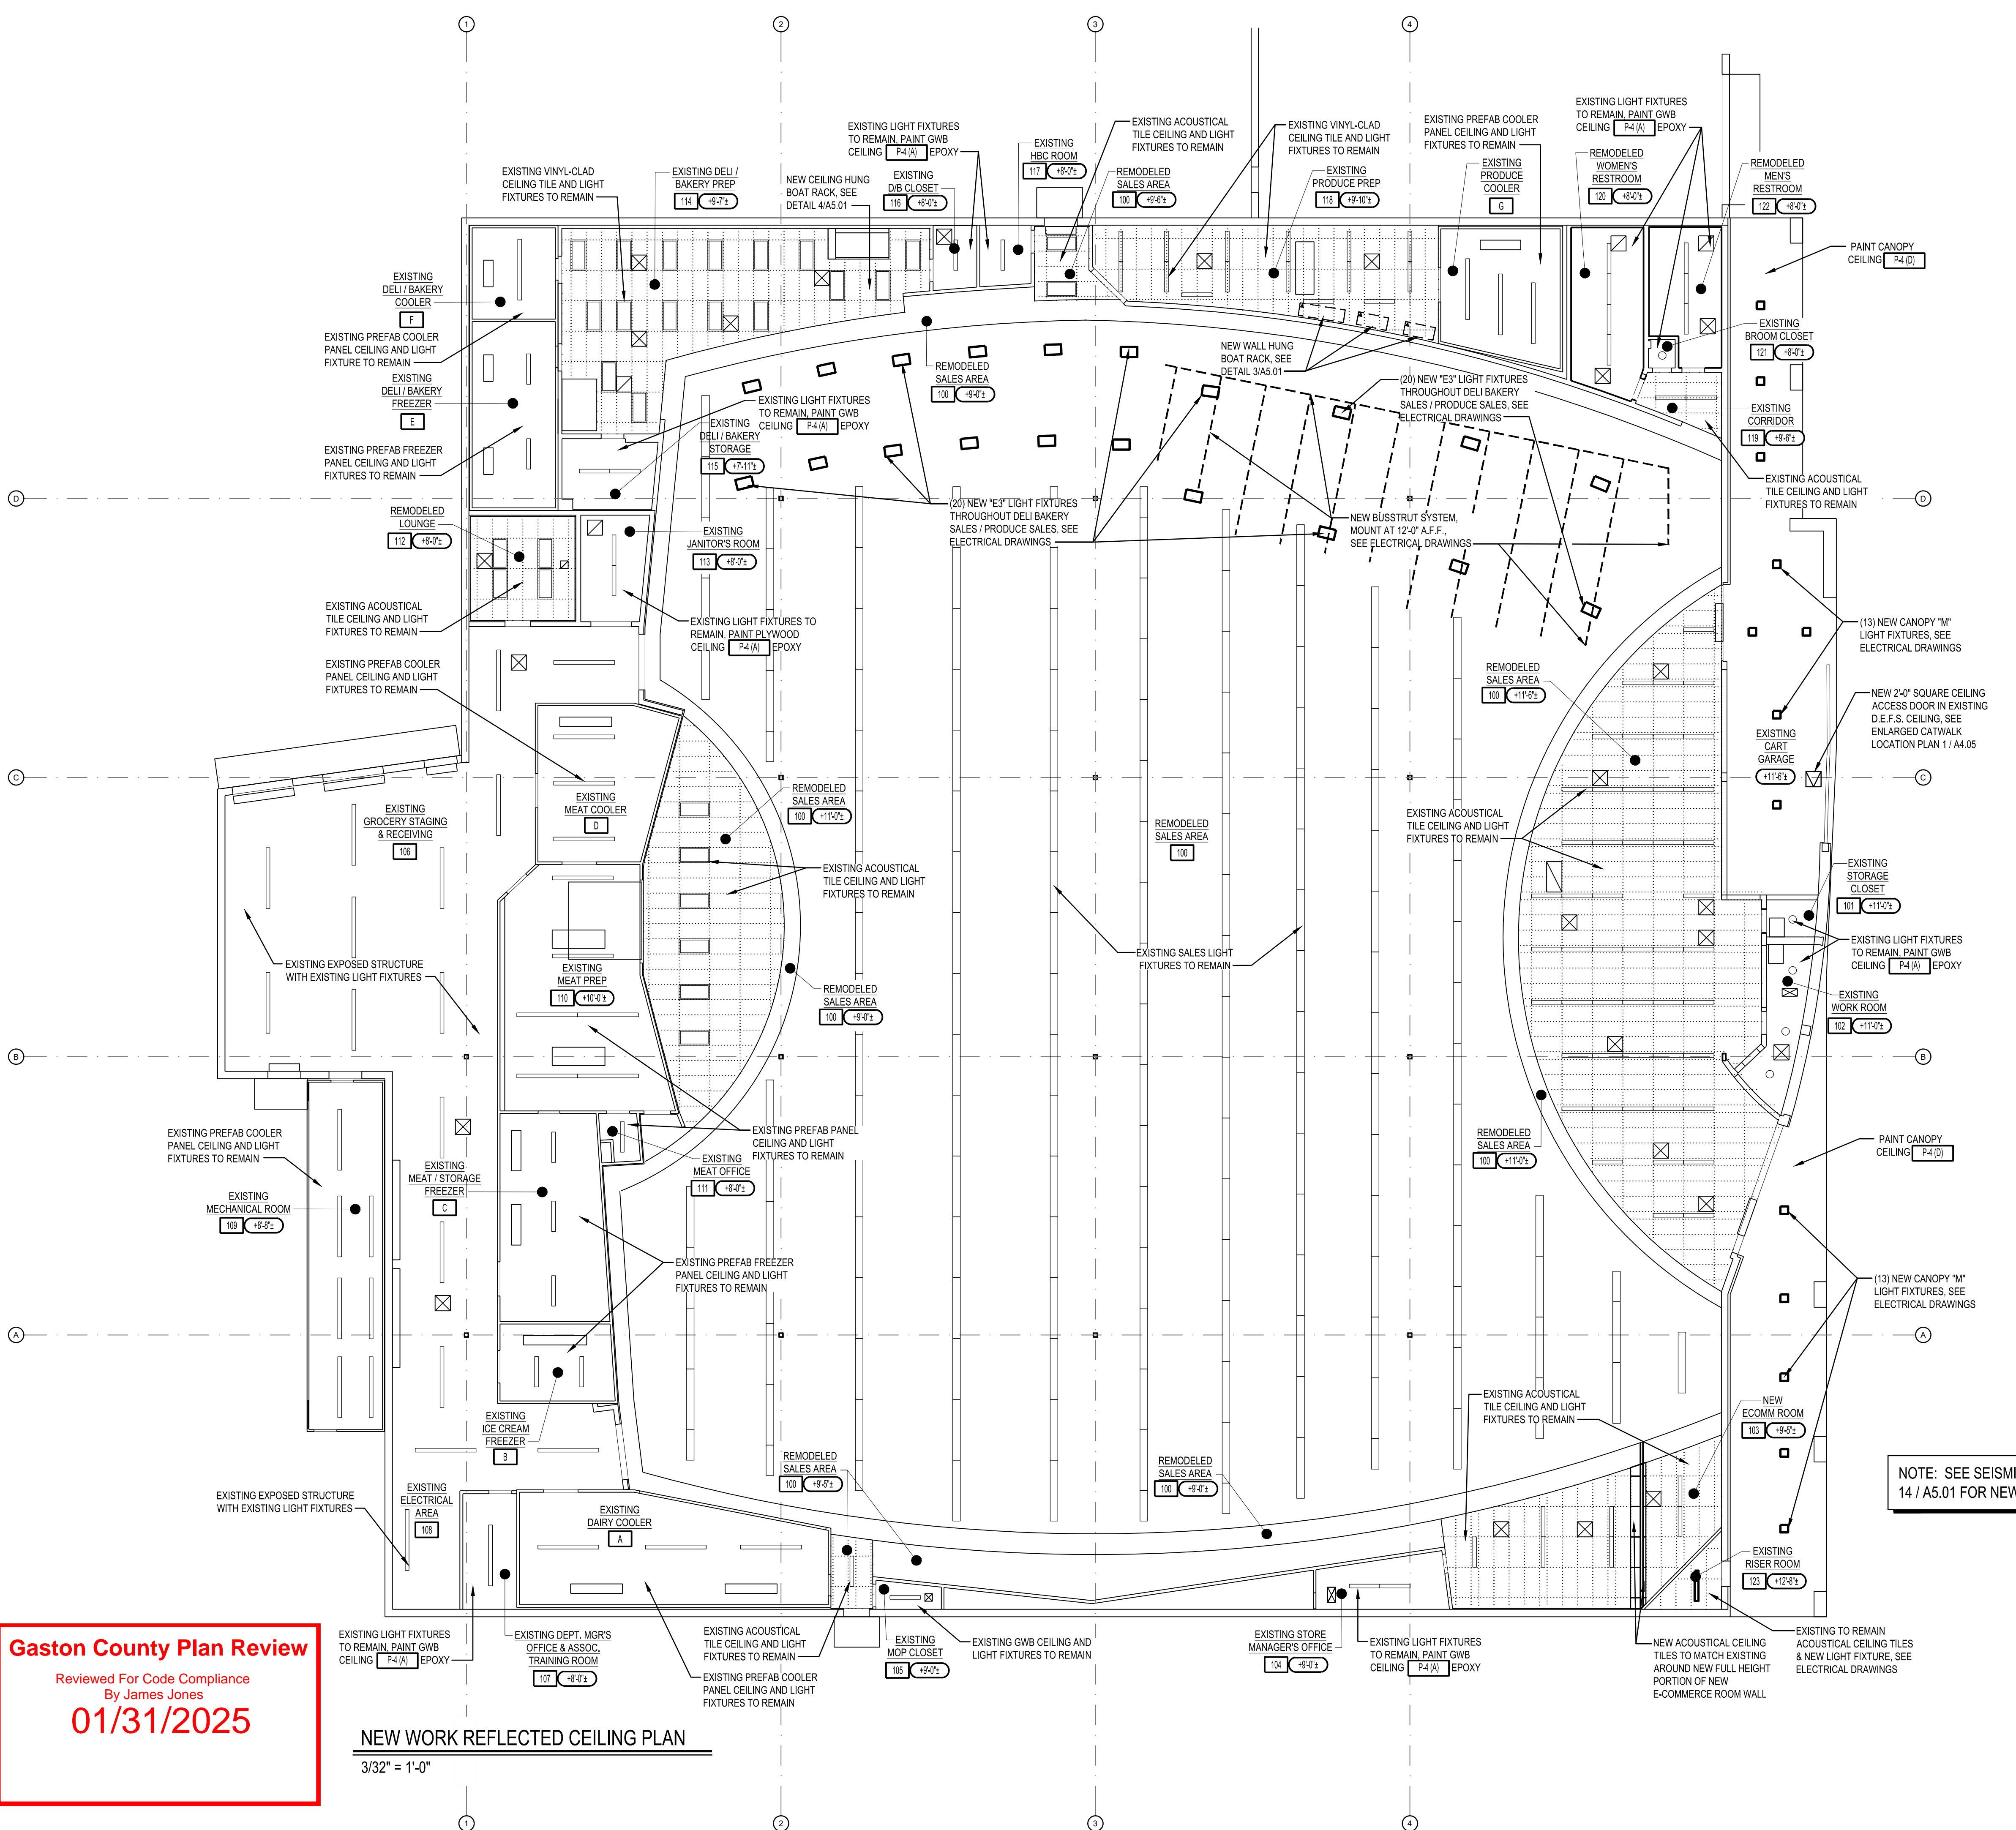 1
2
3
4
EXISTING LIGHT FIXTURES
TO REMAIN, PAINT GWB
CEILING P-4 (A) EPOXY
EXISTING
HBC ROOM
117 +8'-0"±
EXISTING ACOUSTICAL
TILE CEILING AND LIGHT
FIXTURES TO REMAIN
EXISTING VINYL-CLAD
CEILING TILE AND LIGHT
FIXTURES TO REMAIN
EXISTING PREFAB COOLER
PANEL CEILING AND LIGHT
FIXTURES TO REMAIN
EXISTING LIGHT FIXTURES
TO REMAIN, PAINT GWB
CEILING P-4 (A) EPOXY
EXISTING VINYL-CLAD
CEILING TILE AND LIGHT
FIXTURES TO REMAIN
EXISTING DELI /
BAKERY PREP
114 +9'-7"±
NEW CEILING HUNG
BOAT RACK, SEE
DETAIL 4/A5.01
EXISTING
D/B CLOSET
116 +8'-0"±
REMODELED
SALES AREA
100 +9'-6"±
EXISTING
PRODUCE PREP
118 +9'-10"±
EXISTING
PRODUCE
COOLER
G
REMODELED
WOMEN'S
RESTROOM
120 +8'-0"±
REMODELED
MEN'S
RESTROOM
122 +8'-0"±
PAINT CANOPY
CEILING P-4 (D)
EXISTING
DELI / BAKERY
COOLER
F
EXISTING PREFAB COOLER
PANEL CEILING AND LIGHT
FIXTURE TO REMAIN
EXISTING
DELI / BAKERY
FREEZER
E
EXISTING PREFAB FREEZER
PANEL CEILING AND LIGHT
FIXTURES TO REMAIN
REMODELED
SALES AREA
100 +9'-0"±
NEW WALL HUNG
BOAT RACK, SEE
DETAIL 3/A5.01
(20) NEW "E3" LIGHT FIXTURES
THROUGHOUT DELI BAKERY
SALES / PRODUCE SALES, SEE
ELECTRICAL DRAWINGS
EXISTING
BROOM CLOSET
121 +8'-0"±
EXISTING
CORRIDOR
119 +9'-6"±
EXISTING ACOUSTICAL
TILE CEILING AND LIGHT
FIXTURES TO REMAIN
EXISTING LIGHT FIXTURES
TO REMAIN, PAINT GWB
CEILING P-4 (A) EPOXY
EXISTING
DELI / BAKERY
STORAGE
115 +7'-11"±
D
D
(20) NEW "E3" LIGHT FIXTURES
THROUGHOUT DELI BAKERY
SALES / PRODUCE SALES, SEE
ELECTRICAL DRAWINGS
NEW BUSSTRUT SYSTEM,
MOUNT AT 12'-0" A.F.F.,
SEE ELECTRICAL DRAWINGS
REMODELED
LOUNGE
112 +8'-0"±
EXISTING
JANITOR'S ROOM
113 +8'-0"±
EXISTING ACOUSTICAL
TILE CEILING AND LIGHT
FIXTURES TO REMAIN
EXISTING LIGHT FIXTURES TO
REMAIN, PAINT PLYWOOD
CEILING P-4 (A) EPOXY
EXISTING PREFAB COOLER
PANEL CEILING AND LIGHT
FIXTURES TO REMAIN
REMODELED
SALES AREA
100 +11'-6"±
(13) NEW CANOPY "M"
LIGHT FIXTURES, SEE
ELECTRICAL DRAWINGS
NEW 2'-0" SQUARE CEILING
ACCESS DOOR IN EXISTING
D.E.F.S. CEILING, SEE
ENLARGED CATWALK
LOCATION PLAN 1 / A4.05
EXISTING
CART
GARAGE
+11'-6"±
C
C
EXISTING
GROCERY STAGING
& RECEIVING
106
EXISTING
MEAT COOLER
D
REMODELED
SALES AREA
100 +11'-0"±
REMODELED
SALES AREA
100
EXISTING ACOUSTICAL
TILE CEILING AND LIGHT
FIXTURES TO REMAIN
EXISTING ACOUSTICAL
TILE CEILING AND LIGHT
FIXTURES TO REMAIN
EXISTING
STORAGE
CLOSET
101 +11'-0"±
EXISTING LIGHT FIXTURES
TO REMAIN, PAINT GWB
CEILING P-4 (A) EPOXY
EXISTING EXPOSED STRUCTURE
WITH EXISTING LIGHT FIXTURES
EXISTING
MEAT PREP
110 +10'-0"±
EXISTING SALES LIGHT
FIXTURES TO REMAIN
REMODELED
SALES AREA
100 +9'-0"±
EXISTING
WORK ROOM
102 +11'-0"±
B
B
EXISTING PREFAB COOLER
PANEL CEILING AND LIGHT
FIXTURES TO REMAIN
EXISTING PREFAB PANEL
CEILING AND LIGHT
FIXTURES TO REMAIN
REMODELED
SALES AREA
100 +11'-0"±
PAINT CANOPY
CEILING P-4 (D)
EXISTING
MEAT / STORAGE
FREEZER
C
EXISTING
MEAT OFFICE
111 +8'-0"±
EXISTING
MECHANICAL ROOM
109 +8'-8"±
EXISTING PREFAB FREEZER
PANEL CEILING AND LIGHT
FIXTURES TO REMAIN
(13) NEW CANOPY "M"
LIGHT FIXTURES, SEE
ELECTRICAL DRAWINGS
A
A
EXISTING
ICE CREAM
FREEZER
B
EXISTING ACOUSTICAL
TILE CEILING AND LIGHT
FIXTURES TO REMAIN
NEW
ECOMM ROOM
103 +9'-5"±
REMODELED
SALES AREA
100 +9'-5"±
REMODELED
SALES AREA
100 +9'-0"±
NOTE: SEE SEISMI
14 / A5.01 FOR NEW
EXISTING EXPOSED STRUCTURE
WITH EXISTING LIGHT FIXTURES
EXISTING
ELECTRICAL
AREA
108
EXISTING
DAIRY COOLER
A
EXISTING
RISER ROOM
123 +12'-8"±
EXISTING LIGHT FIXTURES
TO REMAIN, PAINT GWB
CEILING P-4 (A) EPOXY
EXISTING DEPT. MGR'S
OFFICE & ASSOC.
TRAINING ROOM
107 +8'-0"±
EXISTING ACOUSTICAL
TILE CEILING AND LIGHT
FIXTURES TO REMAIN
EXISTING PREFAB COOLER
PANEL CEILING AND LIGHT
FIXTURES TO REMAIN
EXISTING
MOP CLOSET
105 +9'-0"±
EXISTING GWB CEILING AND
LIGHT FIXTURES TO REMAIN
EXISTING STORE
MANAGER'S OFFICE
104 +9'-0"±
EXISTING LIGHT FIXTURES
TO REMAIN, PAINT GWB
CEILING P-4 (A) EPOXY
NEW ACOUSTICAL CEILING
TILES TO MATCH EXISTING
AROUND NEW FULL HEIGHT
PORTION OF NEW
E-COMMERCE ROOM WALL
EXISTING TO REMAIN
ACOUSTICAL CEILING TILES
& NEW LIGHT FIXTURE, SEE
ELECTRICAL DRAWINGS
Gaston County Plan Review
Reviewed For Code Compliance
By James Jones
01/31/2025
NEW WORK REFLECTED CEILING PLAN
3/32" = 1'-0"
1
2
3
4